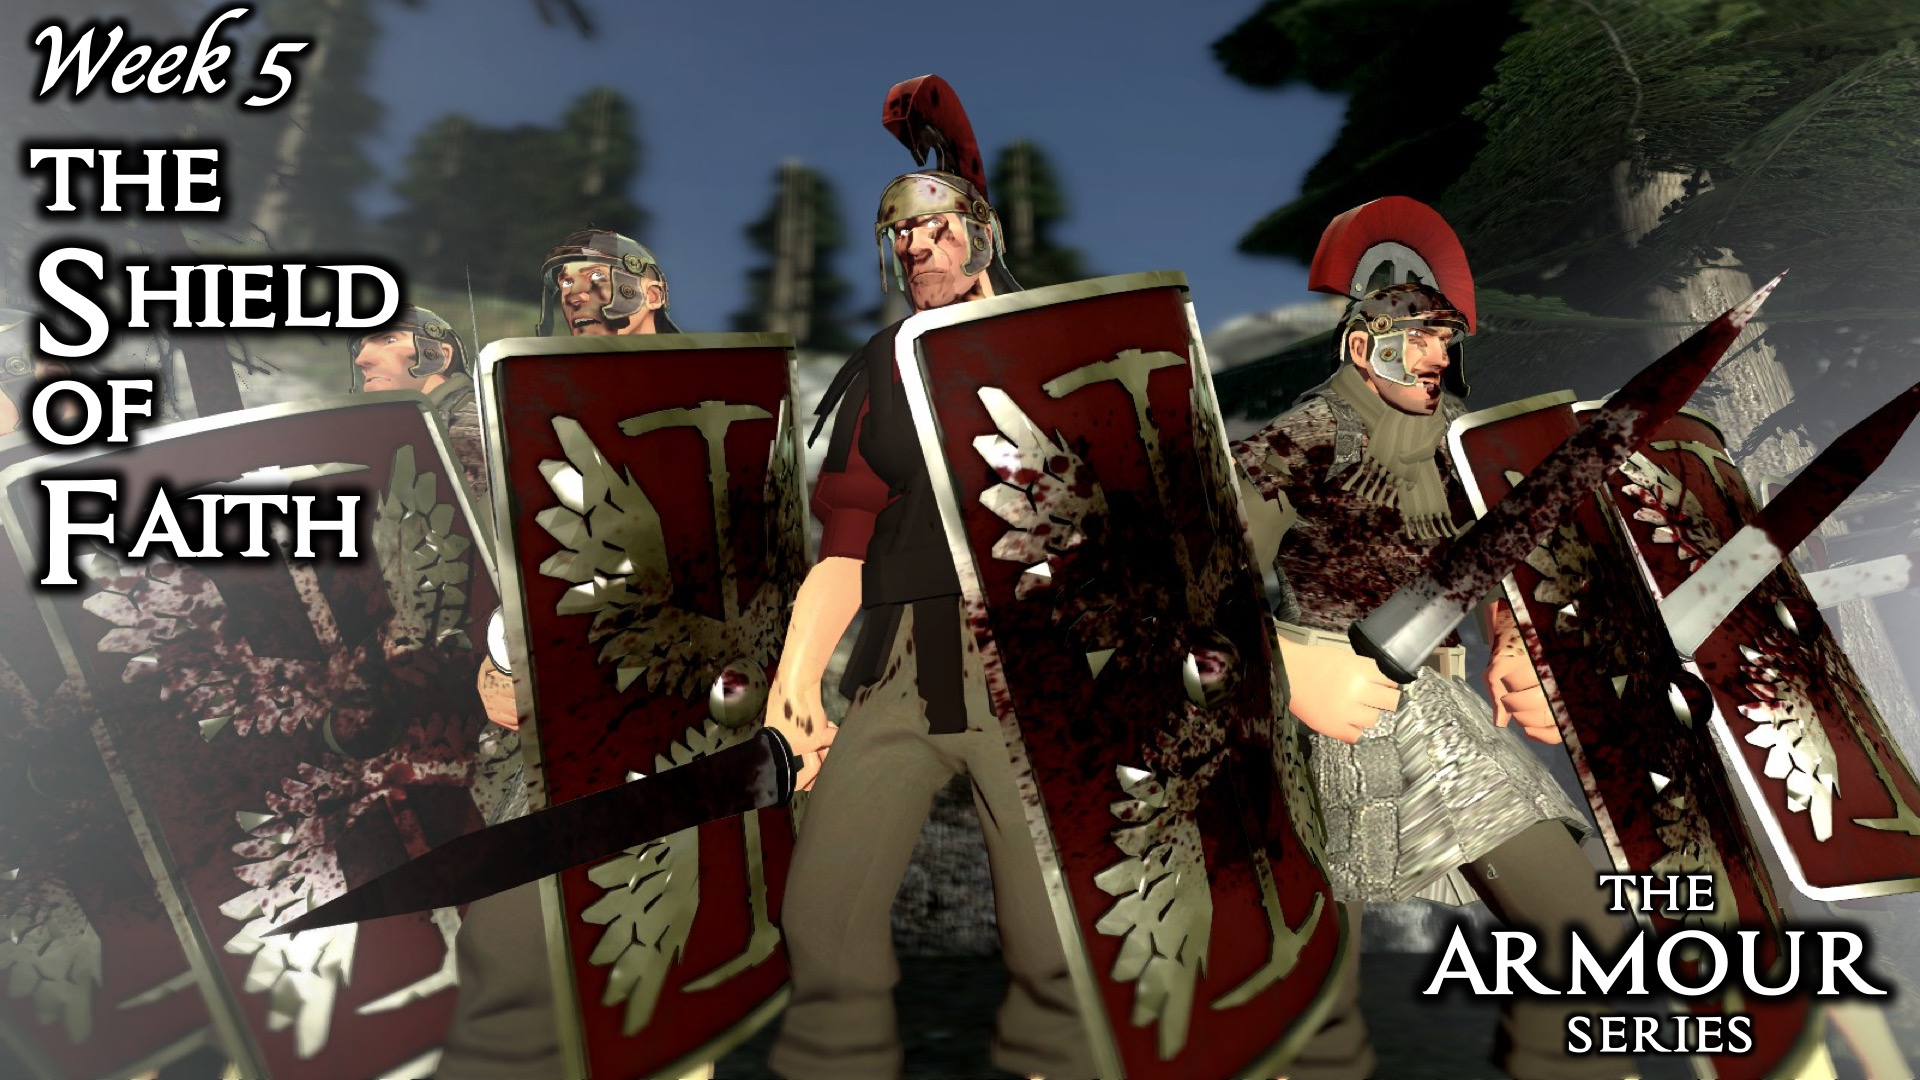 Week 5
THE
SHIELD
OF
FAITH
THE
ARMOUR
SERIES